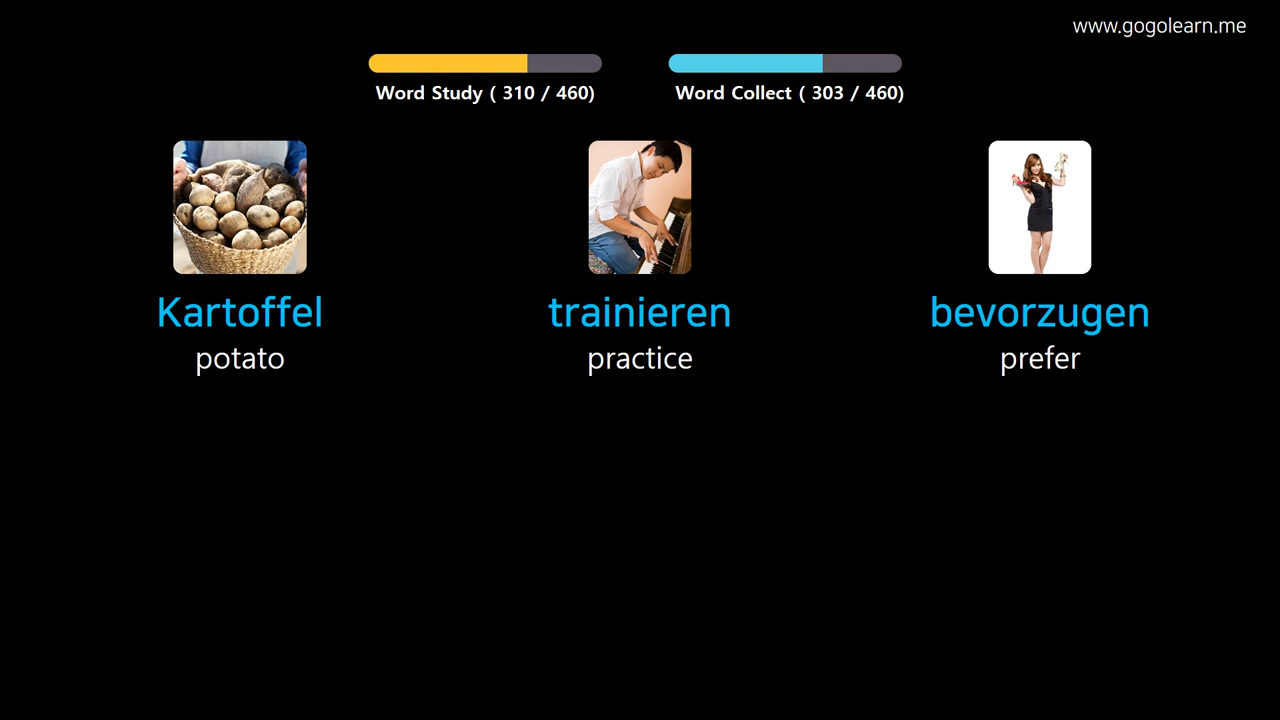 www.gogolearn.me
Word Study ( 310 / 460)
Word Collect ( 303 / 460)
Kartoffel
potato
trainieren
practice
bevorzugen
prefer